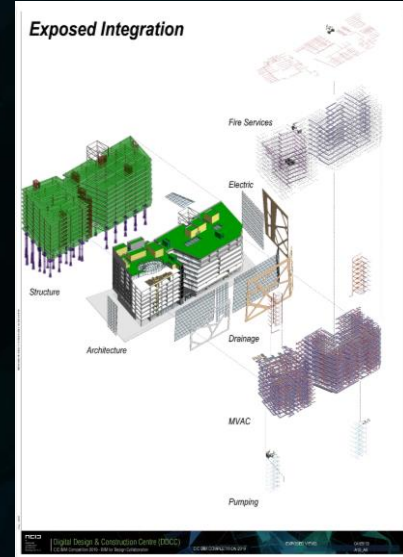 Exposed Integration
Fire Services
Electric
Structure
Architecture
Drainage
MVAC
Pumping
Digital Design & Construction Centre (DDCC)